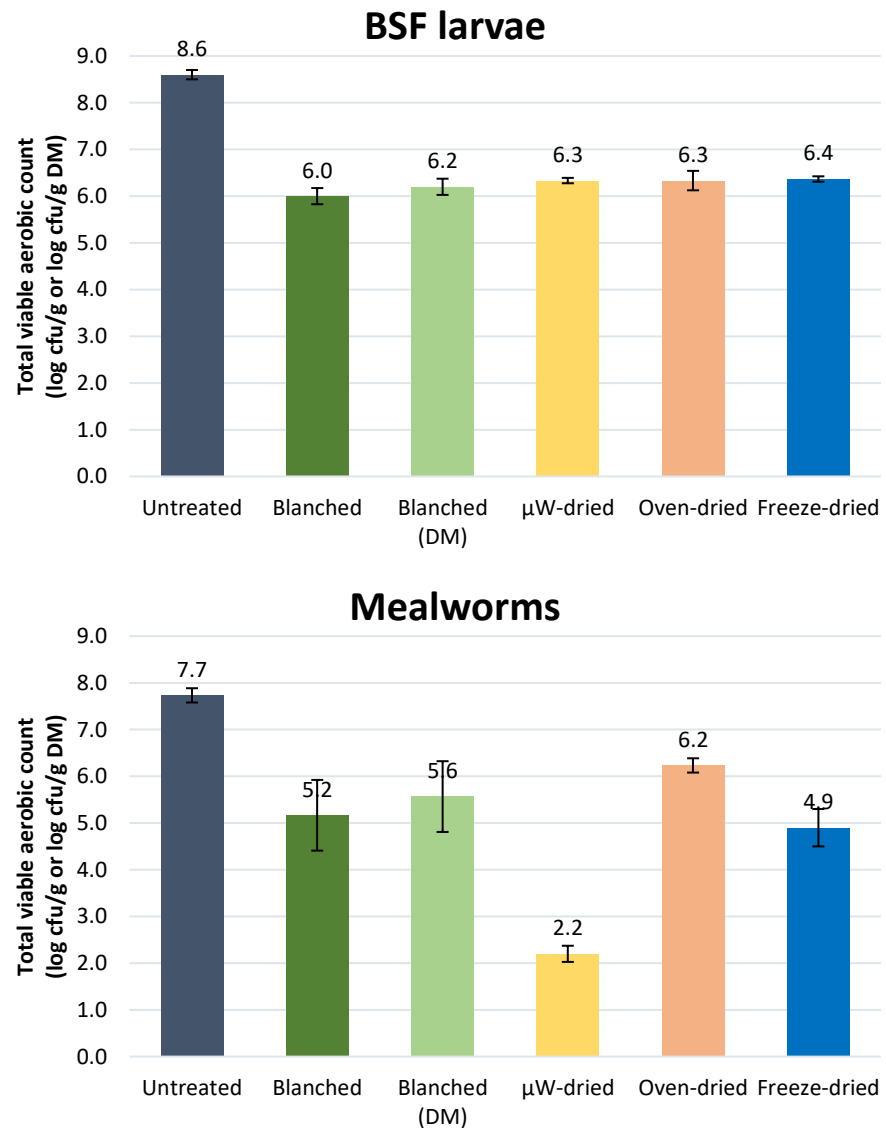 BSF larvae
Total viable aerobic count
(log cfu/g or log cfu/g DM)
9.0
8.0
7.0
6.0
5.0
4.0
3.0
2.0
1.0
0.0
8.6
6.0
6.2
6.3
6.3
6.4
Untreated
Blanched
Blanched
(DM)
µW-dried
Oven-dried
Freeze-dried
Mealworms
Total viable aerobic count
(log cfu/g or log cfu/g DM)
9.0
8.0
7.0
6.0
5.0
4.0
3.0
2.0
1.0
0.0
7.7
5.2
5.6
2.2
6.2
4.9
Untreated
Blanched
Blanched
(DM)
µW-dried
Oven-dried
Freeze-dried